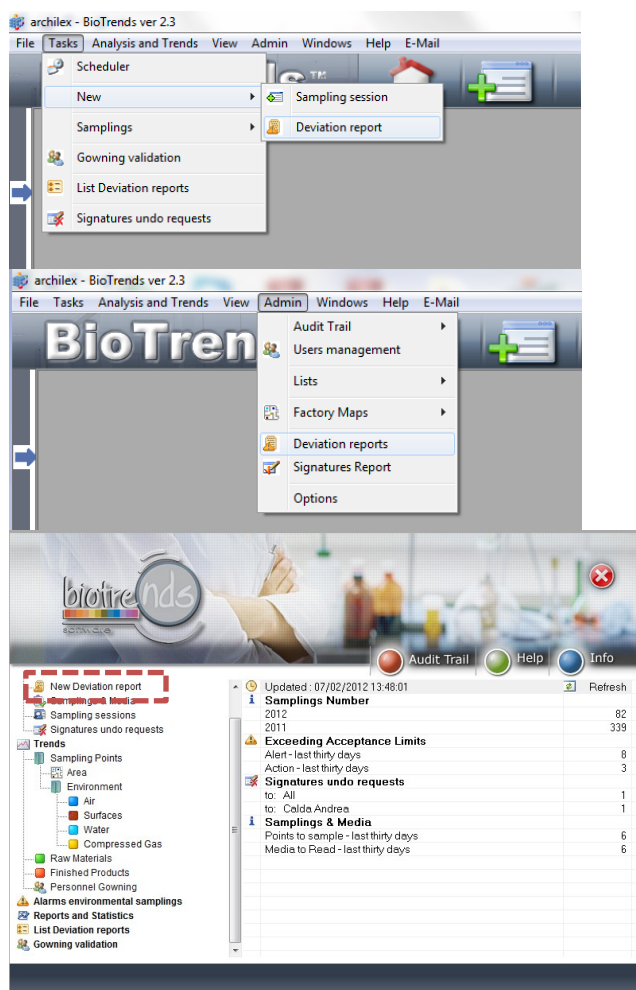 archilex - BioTrends ver 2.3
File Tasks Analysis and Trends View Admin Windows Help E-Mail
Scheduler
New
Sampling session
Samplings
Deviation report
Gowning validation
List Deviation reports
Signatures undo requests
archilex - BioTrends ver 2.3
File Tasks Analysis and Trends View Admin Windows Help E-Mail
BioTren
Audit Trail
Users management
Lists
Factory Maps
Deviation reports
Signatures Report
Options
biotrends
software
Audit Trail Help Info
New Deviation report
Samplings & Media
Sampling sessions
Signatures undo requests
Trends
Sampling Points
Area
Environment
Air
Surfaces
Water
Compressed Gas
Raw Materials
Finished Products
Personnel Gowning
Alarms environmental samplings
Reports and Statistics
List Deviation reports
Gowning validation
Updated : 07/02/2012 13:48:01 Refresh
Samplings Number
2012 82
2011 339
Exceeding Acceptance Limits
Alert - last thirty days 8
Action - last thirty days 3
Signatures undo requests
to: All 1
to: Calda Andrea 1
Samplings & Media
Points to sample - last thirty days 6
Media to Read - last thirty days 6